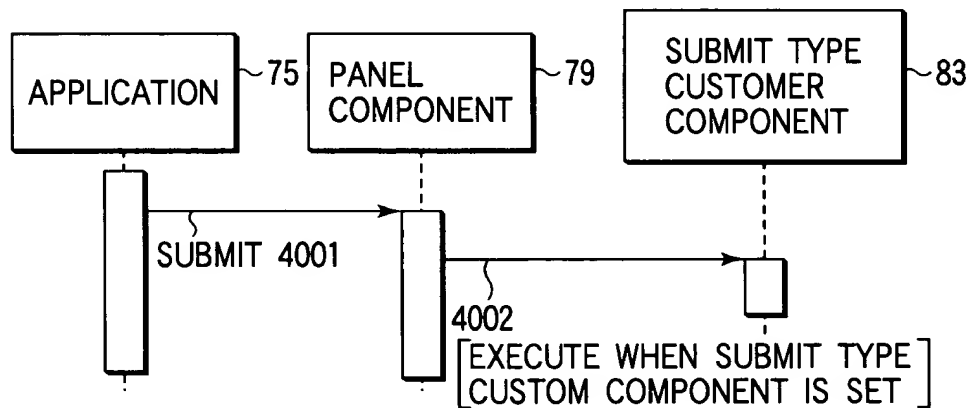 APPLICATION
75
PANEL
COMPONENT
79
SUBMIT TYPE
CUSTOMER
COMPONENT
83
SUBMIT 4001
4002
[EXECUTE WHEN SUBMIT TYPE
CUSTOM COMPONENT IS SET]